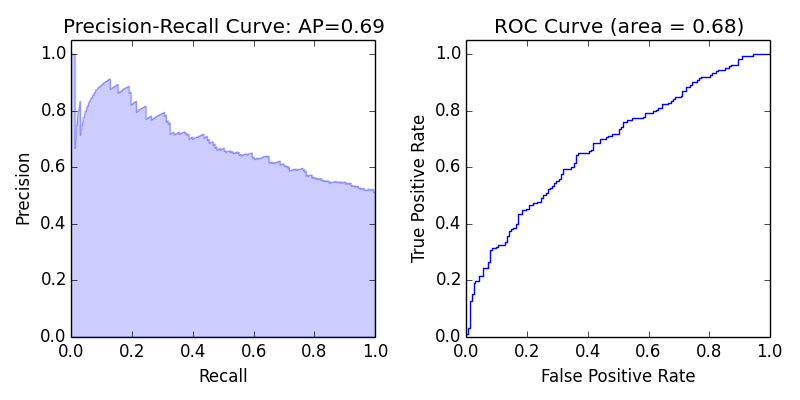 Precision-Recall Curve: AP=0.69
1.0
0.8
0.6
0.4
0.2
0.0
Precision
0.0 0.2 0.4 0.6 0.8 1.0
Recall
ROC Curve (area = 0.68)
1.0
0.8
0.6
0.4
0.2
0.0
True Positive Rate
0.0 0.2 0.4 0.6 0.8 1.0
False Positive Rate